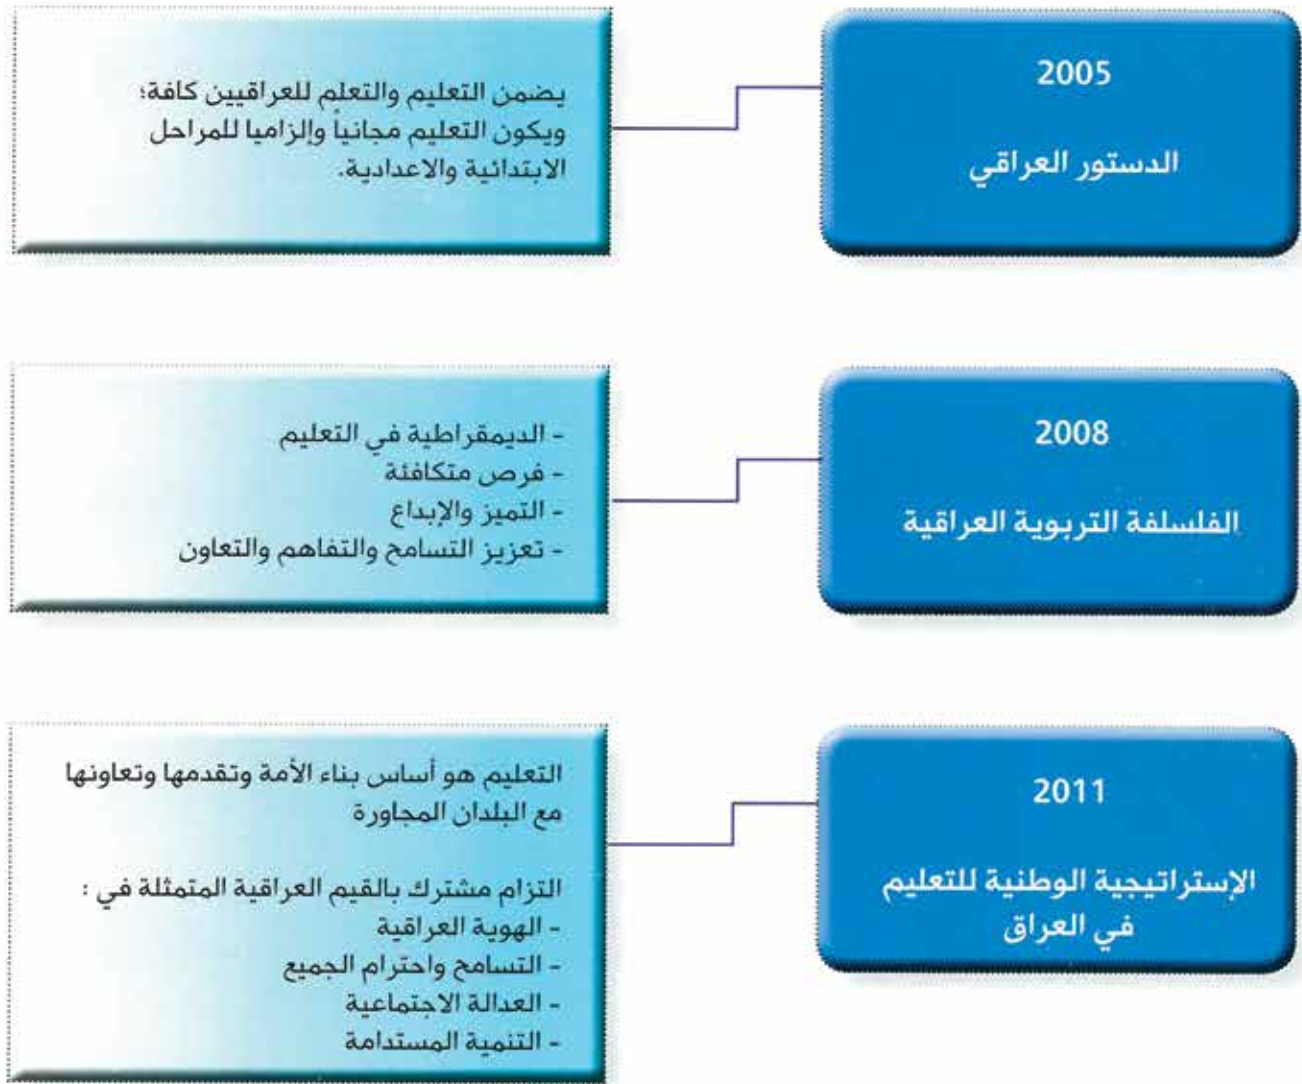 2005
الدستور العراقي
يضمن التعليم والتعلم للعراقيين كافة؛
ويكون التعليم مجانياً وإلزاميا للمراحل
الابتدائية والاعدادية.
2008
الفلسفة التربوية العراقية
- الديمقراطية في التعليم
- فرص متكافئة
- التميز والإبداع
- تعزيز التسامح والتفاهم والتعاون
2011
الإستراتيجية الوطنية للتعليم
في العراق
التعليم هو أساس بناء الأمة وتقدمها وتعاونها
مع البلدان المجاورة
التزام مشترك بالقيم العراقية المتمثلة في :
- الهوية العراقية
- التسامح واحترام الجميع
- العدالة الاجتماعية
- التنمية المستدامة